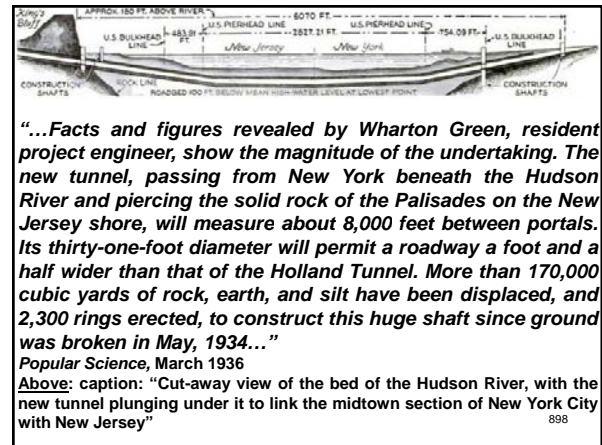 King's
Bluff
APPROX. 180 FT. ABOVE RIVER
6070 FT.
U.S. PIERHEAD LINE
U.S. PIERHEAD LINE
U.S. BULKHEAD
LINE
483.91
FT.
2827.21 FT.
754.09 FT.
U.S. BULKHEAD
LINE
New Jersey
New York
CONSTRUCTION
SHAFTS
ROCK LINE
ROADBED 100 FT. BELOW MEAN HIGH-WATER LEVEL AT LOWEST POINT
CONSTRUCTION
SHAFTS
“…Facts and figures revealed by Wharton Green, resident
project engineer, show the magnitude of the undertaking. The
new tunnel, passing from New York beneath the Hudson
River and piercing the solid rock of the Palisades on the New
Jersey shore, will measure about 8,000 feet between portals.
Its thirty-one-foot diameter will permit a roadway a foot and a
half wider than that of the Holland Tunnel. More than 170,000
cubic yards of rock, earth, and silt have been displaced, and
2,300 rings erected, to construct this huge shaft since ground
was broken in May, 1934…”
Popular Science, March 1936
Above: caption: “Cut-away view of the bed of the Hudson River, with the
new tunnel plunging under it to link the midtown section of New York City
with New Jersey”
898